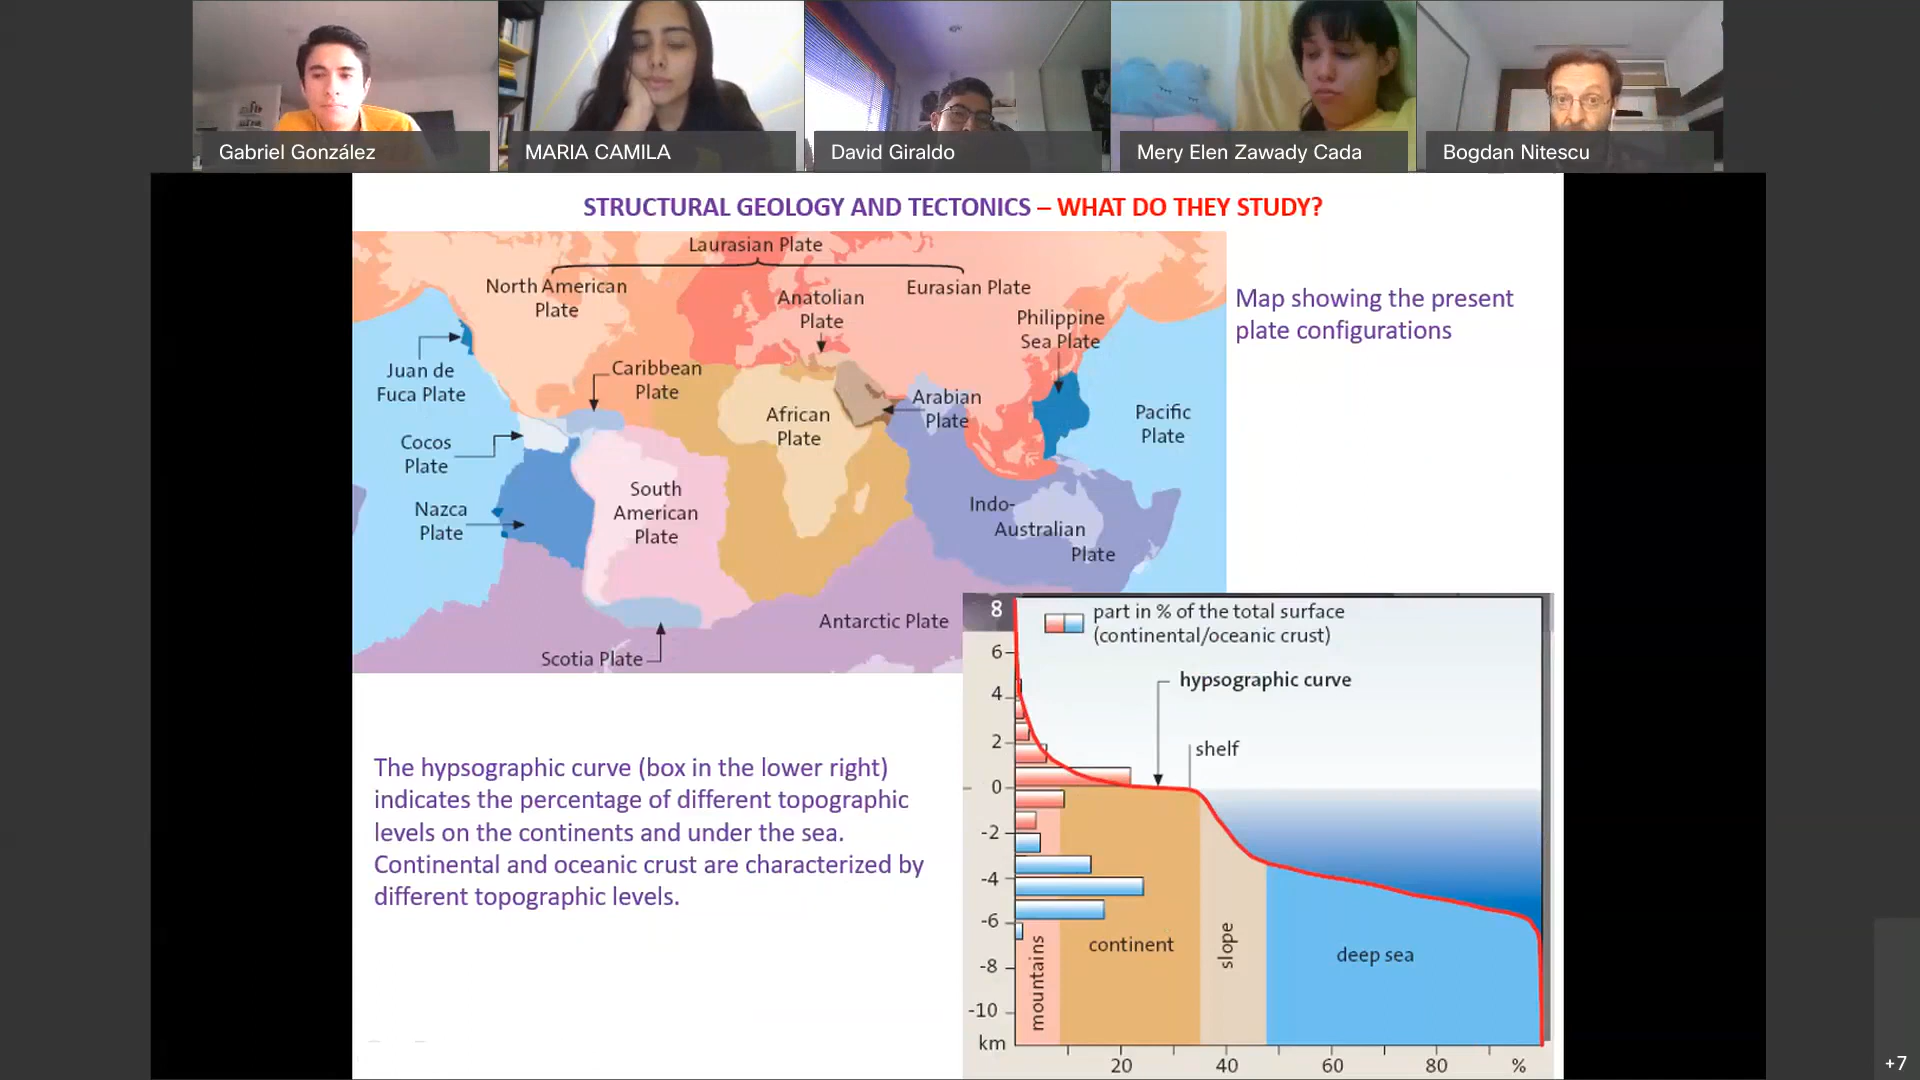 Gabriel González
MARIA CAMILA
David Giraldo
Mery Elen Zawady Cada
Bogdan Nitescu
STRUCTURAL GEOLOGY AND TECTONICS – WHAT DO THEY STUDY?
Laurasian Plate
North American
Plate
Anatolian
Plate
Eurasian Plate
Philippine
Sea Plate
Juan de
Fuca Plate
Caribbean
Plate
African
Plate
Arabian
Plate
Pacific
Plate
Cocos
Plate
Nazca
Plate
South
American
Plate
Indo-
Australian
Plate
Antarctic Plate
Scotia Plate
Map showing the present
plate configurations
The hypsographic curve (box in the lower right)
indicates the percentage of different topographic
levels on the continents and under the sea.
Continental and oceanic crust are characterized by
different topographic levels.
part in % of the total surface
(continental/oceanic crust)
hypsographic curve
shelf
8
6
4
2
0
-2
-4
-6
-8
-10
km
mountains
continent
slope
deep sea
20
40
60
80
%
+7